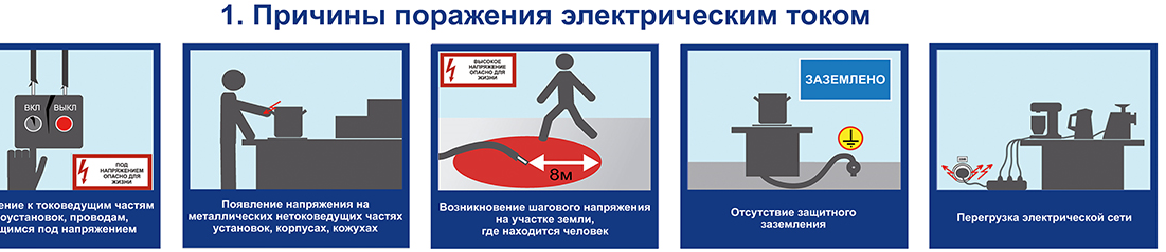 1. Причины поражения электрическим током
ВКЛ
ВЫКЛ
ПОД
НАПРЯЖЕНИЕМ
ОПАСНО ДЛЯ
ЖИЗНИ
ение к токоведущим частям
оустановок, проводам,
щимся под напряжением
Появление напряжения на
металлических нетоковедущих частях
установок, корпусах, кожухах
ВЫСОКОЕ
НАПРЯЖЕНИЕ
ОПАСНО ДЛЯ
ЖИЗНИ
8м
Возникновение шагового напряжения
на участке земли,
где находится человек
ЗАЗЕМЛЕНО
Отсутствие защитного
заземления
Перегрузка электрической сети